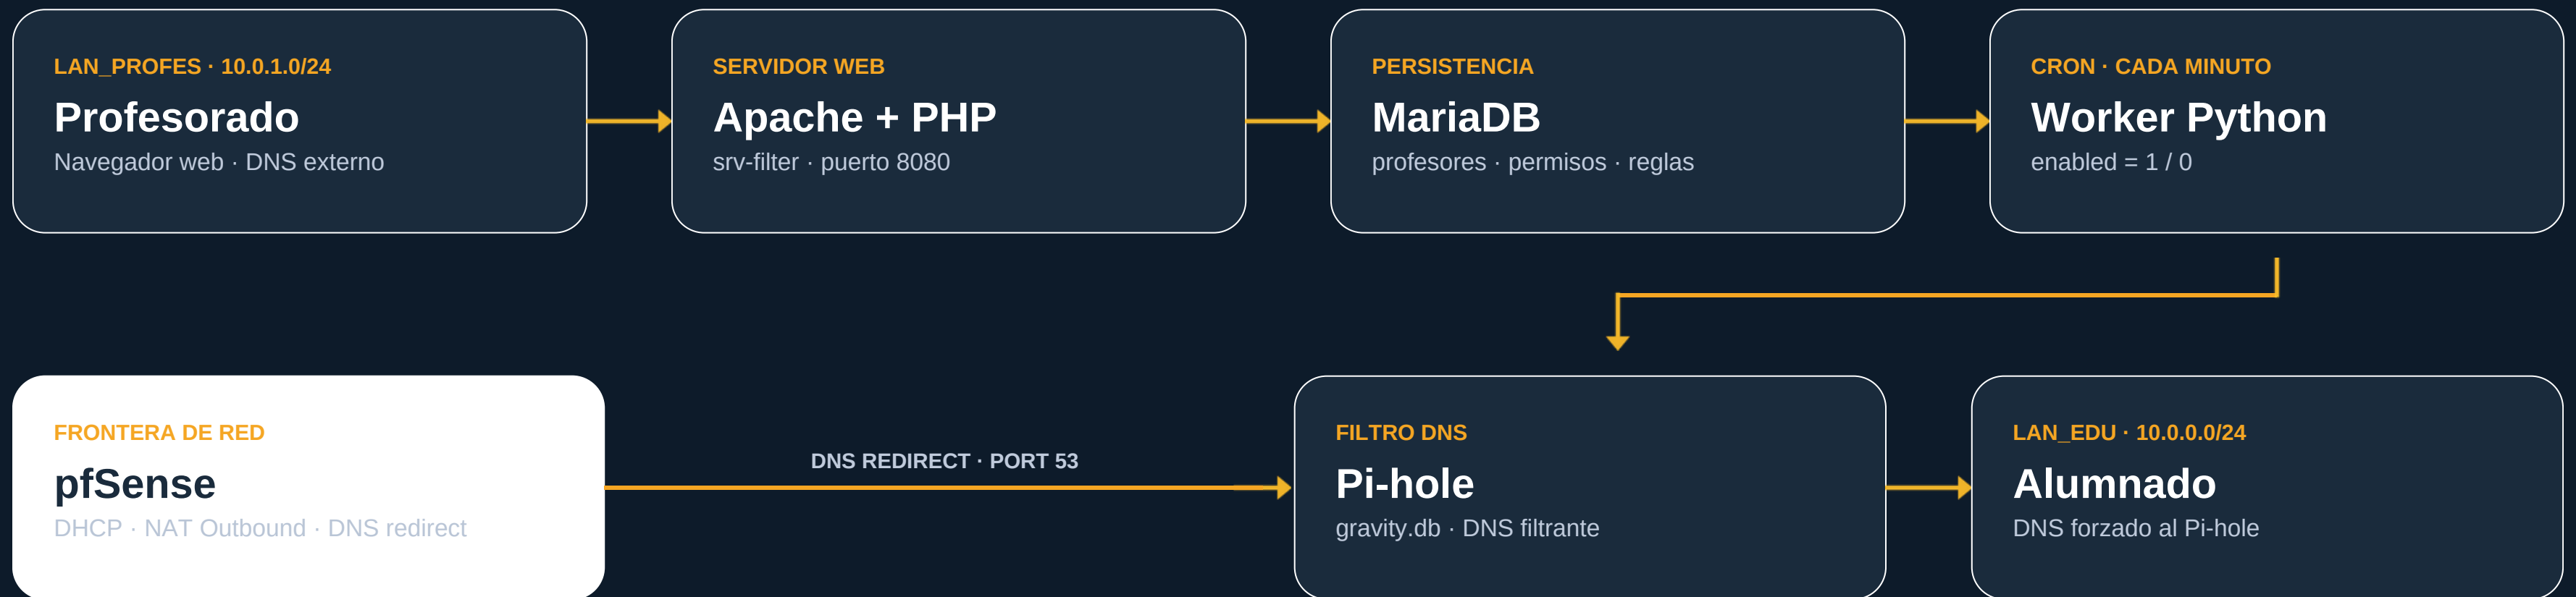 LAN_PROFES · 10.0.1.0/24
Profesorado
Navegador web · DNS externo
SERVIDOR WEB
Apache + PHP
srv-filter · puerto 8080
PERSISTENCIA
MariaDB
profesores · permisos · reglas
CRON · CADA MINUTO
Worker Python
enabled = 1 / 0
FRONTERA DE RED
pfSense
DHCP · NAT Outbound · DNS redirect
DNS REDIRECT · PORT 53
FILTRO DNS
Pi-hole
gravity.db · DNS filtrante
LAN_EDU · 10.0.0.0/24
Alumnado
DNS forzado al Pi-hole